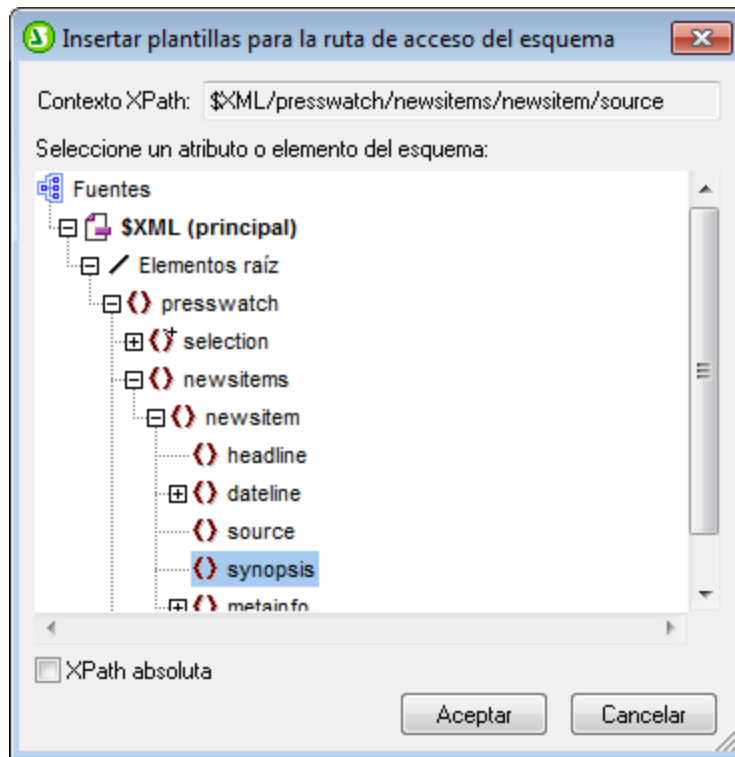 Insertar plantillas para la ruta de acceso del esquema
Contexto XPath: $XML/presswatch/newsitems/newsitem/source
Seleccione un atributo o elemento del esquema:
Fuentes
$XML (principal)
Elementos raíz
presswatch
selection
newsitems
newsitem
headline
dateline
source
synopsis
metainfo
XPath absoluta
Aceptar Cancelar